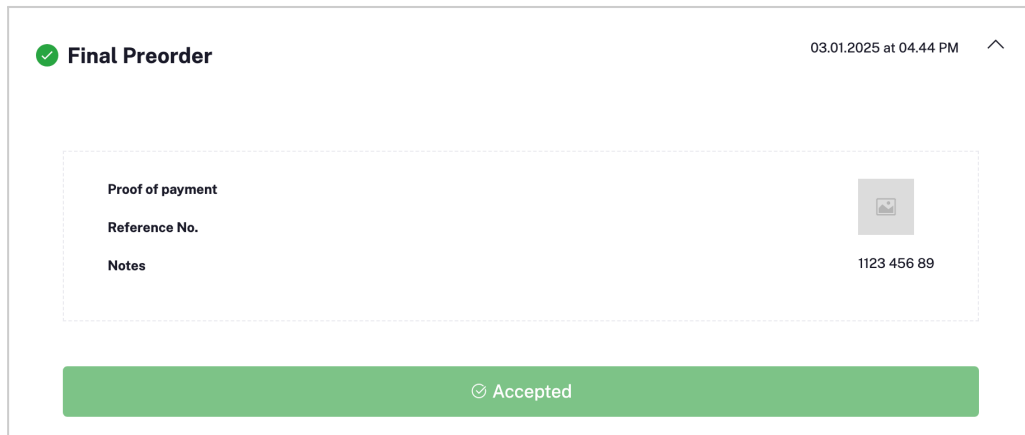 Final Preorder
03.01.2025 at 04.44 PM
Proof of payment
Reference No.
Notes
1123 456 89
Accepted